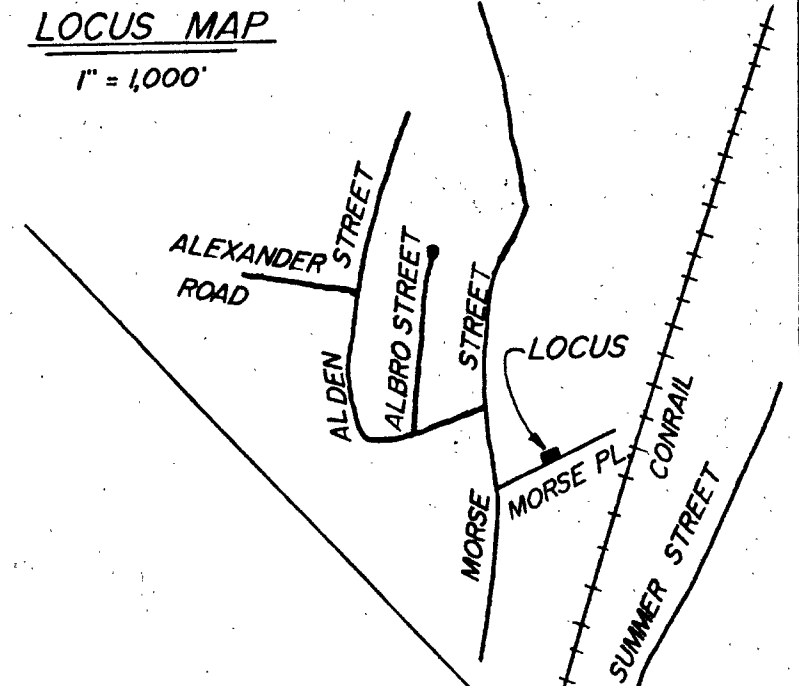 LOCUS MAP
1" = 1,000'
ALEXANDER
ROAD
ALDEN STREET
ALBRO STREET
MORSE STREET
LOCUS
MORSE PL.
CONRAIL
SUMMER STREET